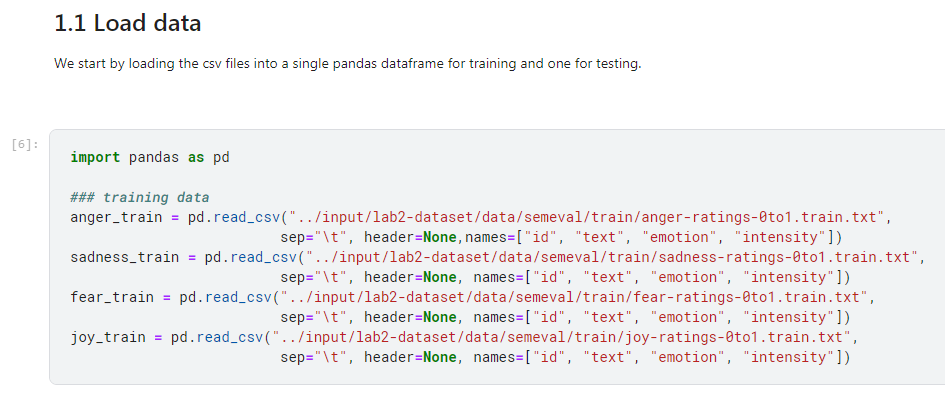 1.1 Load data
We start by loading the csv files into a single pandas dataframe for training and one for testing.
[6]:
import pandas as pd
### training data
anger_train = pd.read_csv("../input/lab2-dataset/data/semeval/train/anger-ratings-0to1.train.txt",
sep="\t", header=None,names=["id", "text", "emotion", "intensity"])
sadness_train = pd.read_csv("../input/lab2-dataset/data/semeval/train/sadness-ratings-0to1.train.txt",
sep="\t", header=None, names=["id", "text", "emotion", "intensity"])
fear_train = pd.read_csv("../input/lab2-dataset/data/semeval/train/fear-ratings-0to1.train.txt",
sep="\t", header=None, names=["id", "text", "emotion", "intensity"])
joy_train = pd.read_csv("../input/lab2-dataset/data/semeval/train/joy-ratings-0to1.train.txt",
sep="\t", header=None, names=["id", "text", "emotion", "intensity"])